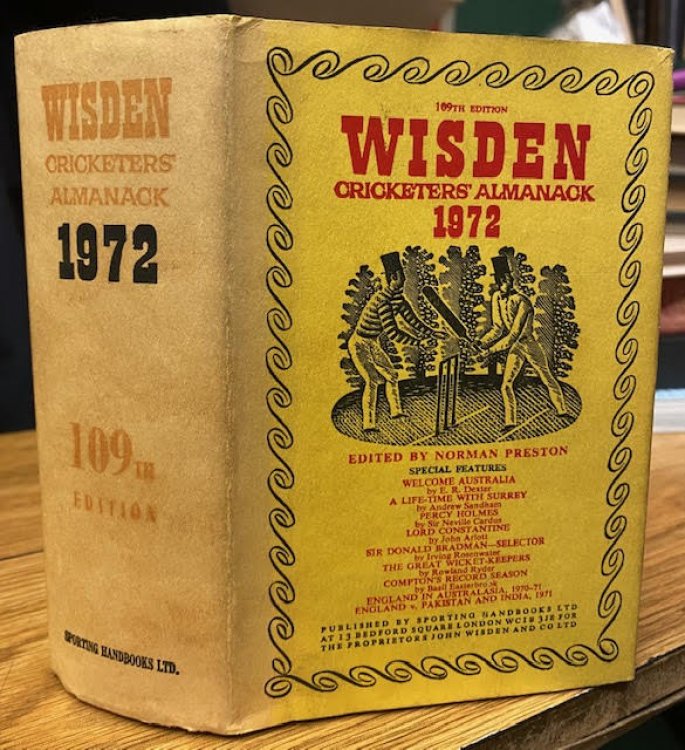 WISDEN
CRICKETERS'
ALMANACK
1972
109TH
EDITION
SPORTING HANDBOOKS LTD.
109TH EDITION
WISDEN
CRICKETERS' ALMANACK
1972
EDITED BY NORMAN PRESTON
SPECIAL FEATURES
WELCOME AUSTRALIA
by E. R. Dexter
A LIFE-TIME WITH SURREY
by Andrew Sandham
PERCY HOLMES
by Sir Neville Cardus
LORD CONSTANTINE
by John Arlott
SIR DONALD BRADMAN—SELECTOR
by Irving Rosenwater
THE GREAT WICKET-KEEPERS
by Rowland Ryder
COMPTON'S RECORD SEASON
by Basil Easterbrook
ENGLAND IN AUSTRALASIA, 1970-71
ENGLAND v. PAKISTAN AND INDIA, 1971
PUBLISHED BY SPORTING HANDBOOKS LTD
AT 13 BEDFORD SQUARE LONDON WC1B 3JE FOR
THE PROPRIETORS JOHN WISDEN AND CO LTD